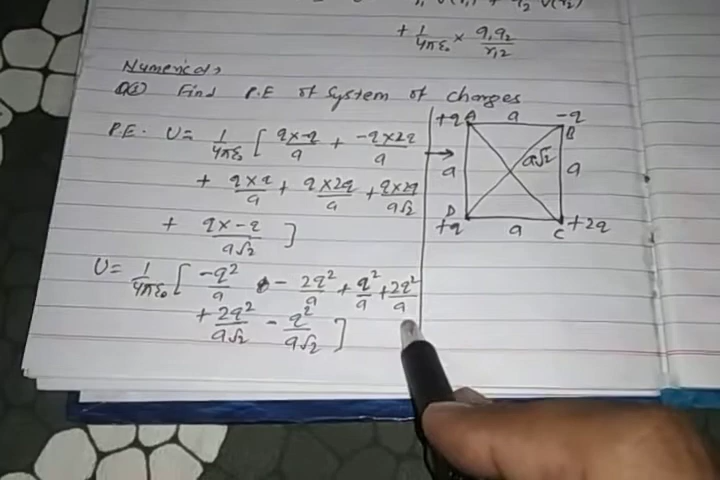 + 1/4πε₀ × q₁q₂/r₁₂
Numericals
Q① Find P.E of System of charges
P.E. U = 1/4πε₀ [ q×-q/a + -q×2q/a
+ q×q/a + q×2q/a + q×2q/a√2
+ q×-q/a√2 ]
U = 1/4πε₀ [ -q²/a - 2q²/a + q²/a + 2q²/a
+ 2q²/a√2 - q²/a√2 ]
+q A a -q
B
a a√2 a
D
+q a C +2q